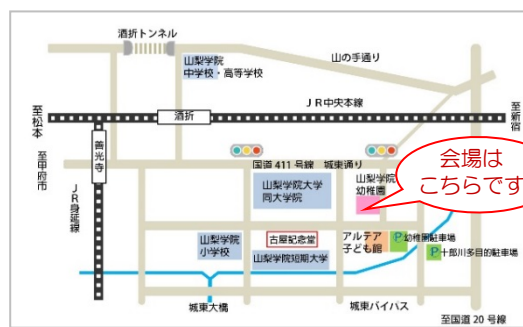 酒折トンネル
山の手通り
山梨学院
中学校・高等学校
JR中央本線
至松本
酒折
至新宿
善光寺
至甲府市
国道411号線 城東通り
会場は
こちらです
山梨学院大学
同大学院
山梨学院
幼稚園
JR身延線
山梨学院
小学校
古屋記念堂
アルテア
子ども館
P幼稚園駐車場
山梨学院短期大学
P十郎川多目的駐車場
城東大橋
城東バイパス
至国道20号線